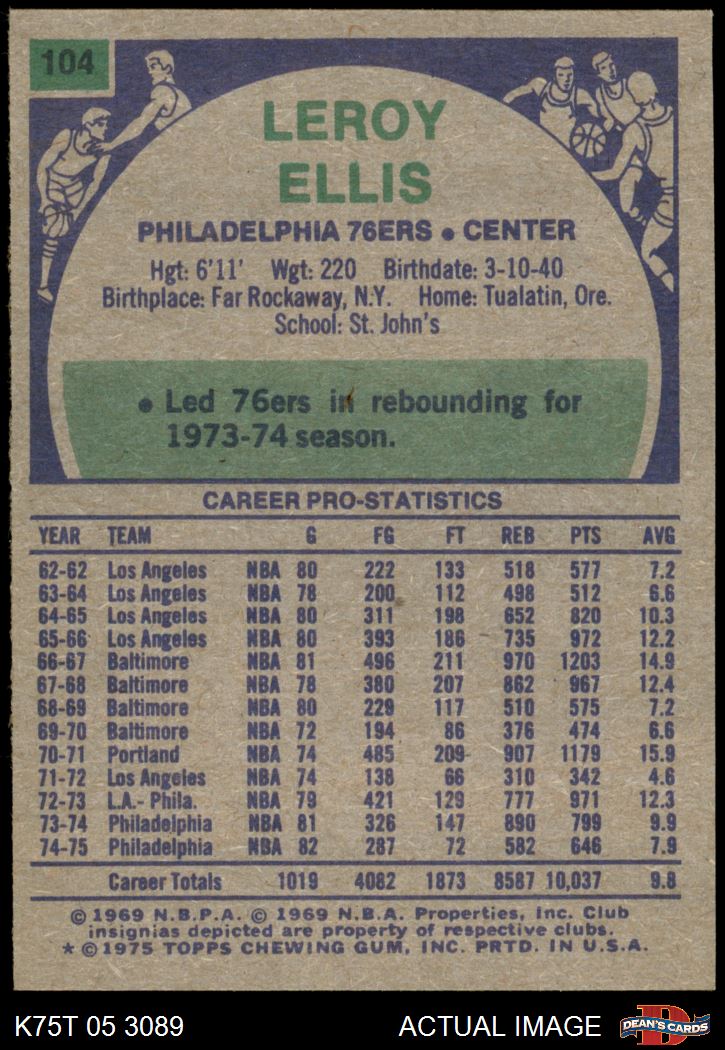 104
LEROY
ELLIS
PHILADELPHIA 76ERS • CENTER
Hgt: 6'11' Wgt: 220 Birthdate: 3-10-40
Birthplace: Far Rockaway, N.Y. Home: Tualatin, Ore.
School: St. John's
• Led 76ers in rebounding for
1973-74 season.
CAREER PRO-STATISTICS
YEAR TEAM G FG FT REB PTS AVG
62-62 Los Angeles NBA 80 222 133 518 577 7.2
63-64 Los Angeles NBA 78 200 112 498 512 6.6
64-65 Los Angeles NBA 80 311 198 652 820 10.3
65-66 Los Angeles NBA 80 393 186 735 972 12.2
66-67 Baltimore NBA 81 496 211 970 1203 14.9
67-68 Baltimore NBA 78 380 207 862 967 12.4
68-69 Baltimore NBA 80 229 117 510 575 7.2
69-70 Baltimore NBA 72 194 86 376 474 6.6
70-71 Portland NBA 74 485 209 907 1179 15.9
71-72 Los Angeles NBA 74 138 66 310 342 4.6
72-73 L.A.- Phila. NBA 79 421 129 777 971 12.3
73-74 Philadelphia NBA 81 326 147 890 799 9.9
74-75 Philadelphia NBA 82 287 72 582 646 7.9
Career Totals 1019 4082 1873 8587 10,037 9.8
© 1969 N.B.P.A. © 1969 N.B.A. Properties, Inc. Club
insignias depicted are property of respective clubs.
* © 1975 TOPPS CHEWING GUM, INC. PRTD. IN U.S.A.
K75T 05 3089 ACTUAL IMAGE D DEAN'S CARDS